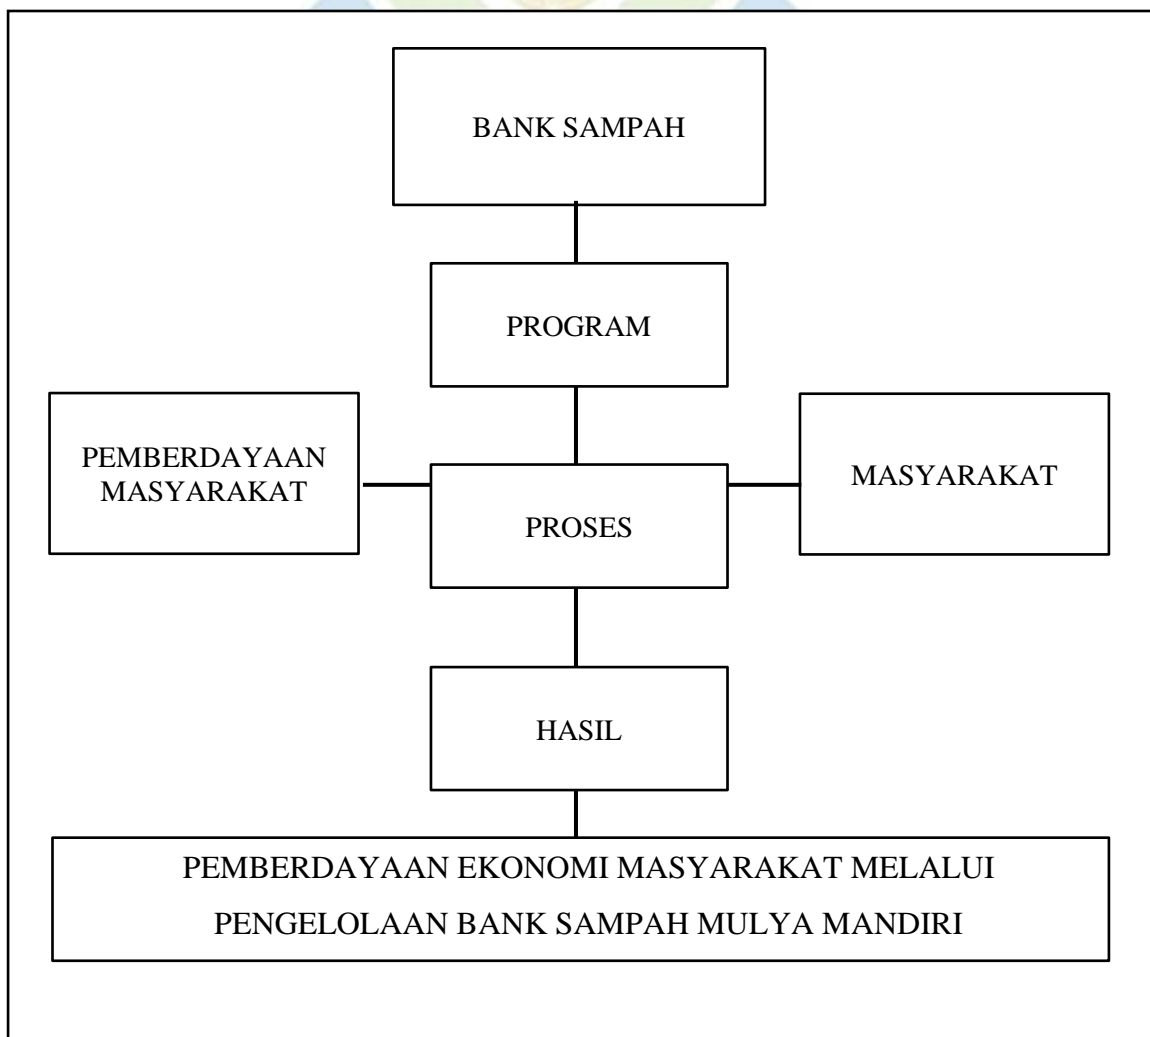 BANK SAMPAH
PROGRAM
PEMBERDAYAAN
MASYARAKAT
MASYARAKAT
PROSES
HASIL
PEMBERDAYAAN EKONOMI MASYARAKAT MELALUI
PENGELOLAAN BANK SAMPAH MULYA MANDIRI